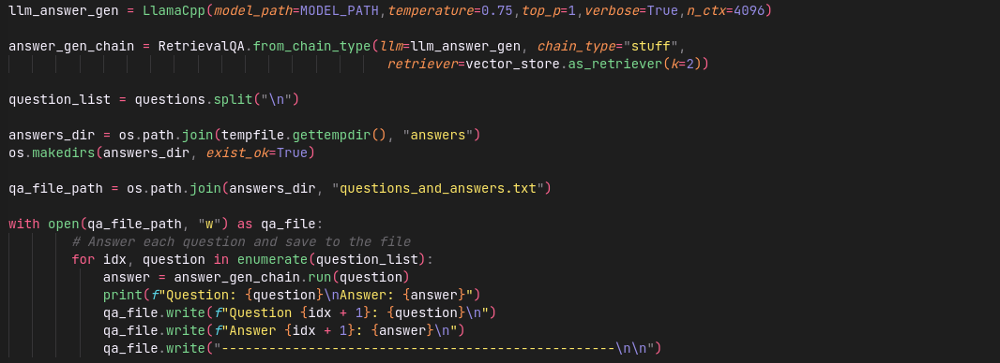 llm_answer_gen = LlamaCpp(model_path=MODEL_PATH,temperature=0.75,top_p=1,verbose=True,n_ctx=4096)
answer_gen_chain = RetrievalQA.from_chain_type(llm=llm_answer_gen, chain_type="stuff",
retriever=vector_store.as_retriever(k=2))
question_list = questions.split("\n")
answers_dir = os.path.join(tempfile.gettempdir(), "answers")
os.makedirs(answers_dir, exist_ok=True)
qa_file_path = os.path.join(answers_dir, "questions_and_answers.txt")
with open(qa_file_path, "w") as qa_file:
# Answer each question and save to the file
for idx, question in enumerate(question_list):
answer = answer_gen_chain.run(question)
print(f"Question: {question}\nAnswer: {answer}")
qa_file.write(f"Question {idx + 1}: {question}\n")
qa_file.write(f"Answer {idx + 1}: {answer}\n")
qa_file.write("--------------------------------------------------\n\n")